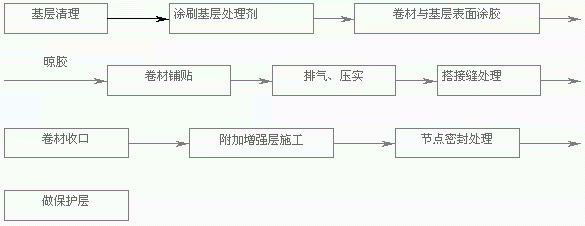 基层清理 涂刷基层处理剂 卷材与基层表面涂胶
晾胶 卷材铺贴 排气、压实 搭接缝处理
卷材收口 附加增强层施工 节点密封处理
做保护层